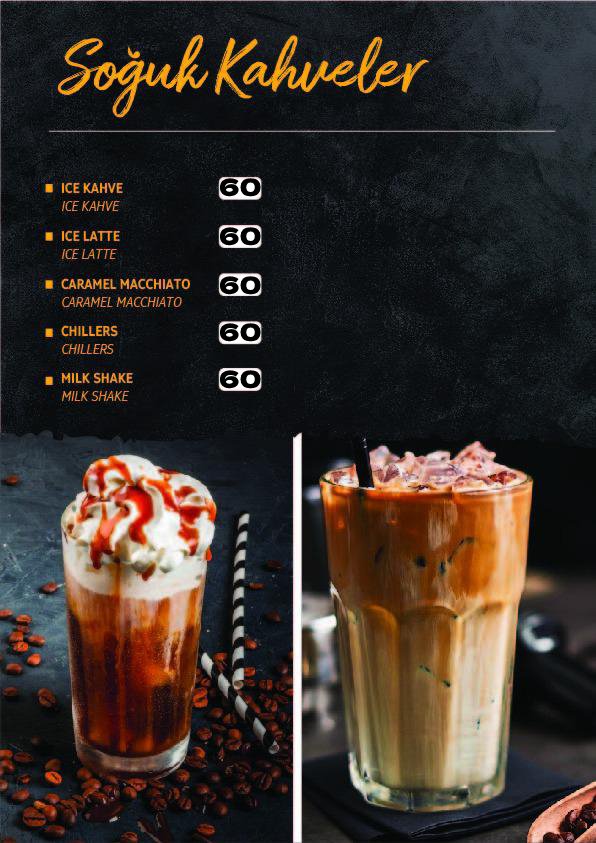 Soğuk Kahveler
ICE KAHVE 60
ICE KAHVE
ICE LATTE 60
ICE LATTE
CARAMEL MACCHIATO 60
CARAMEL MACCHIATO
CHILLERS 60
CHILLERS
MILK SHAKE 60
MILK SHAKE